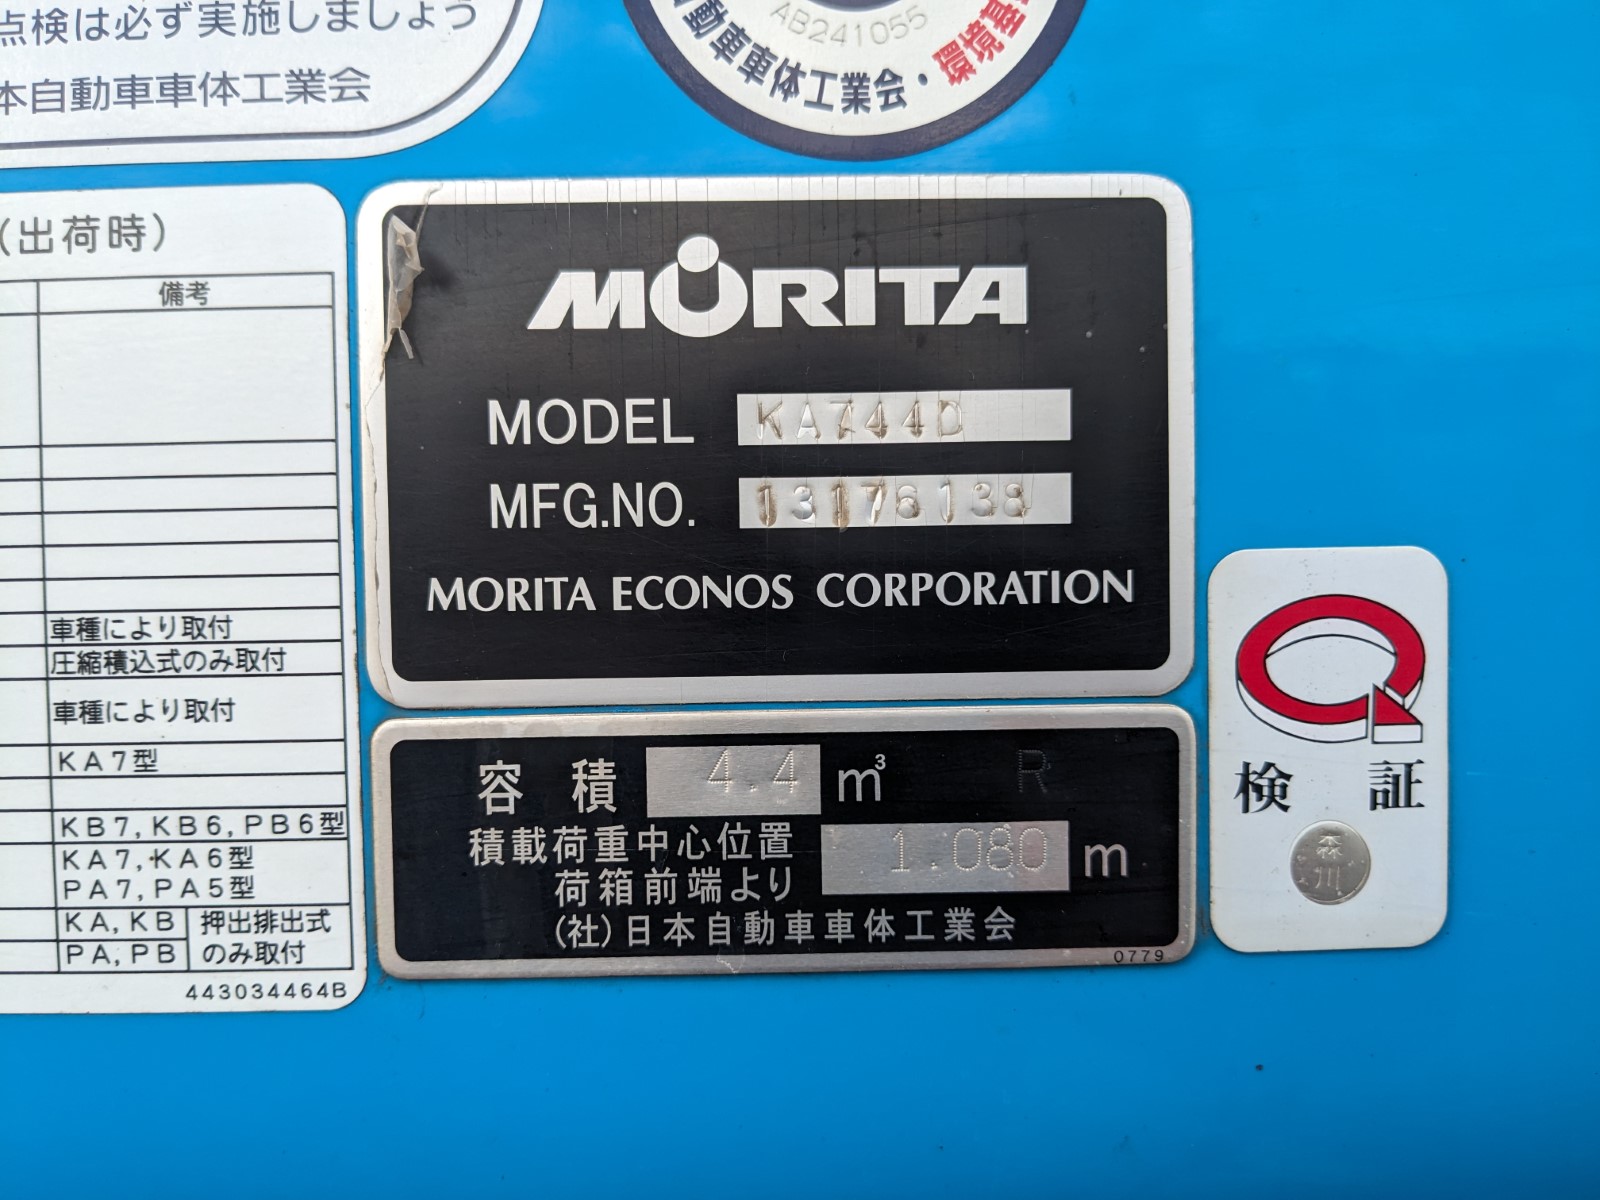 点検は必ず実施しましょう
本自動車車体工業会
AB241055
自動車車体工業会・環境基
(出荷時)
備考
車種により取付
圧縮積込式のみ取付
車種により取付
KA7型
KB7,KB6,PB6型
KA7,KA6型
PA7,PA5型
KA,KB
PA,PB
押出排出式
のみ取付
443034464B
MORITA
MODEL KA744D
MFG.NO. 13176138
MORITA ECONOS CORPORATION
容積 4.4 m³ R
積載荷重中心位置
荷箱前端より 1.080 m
(社)日本自動車車体工業会
0779
検証
森
川